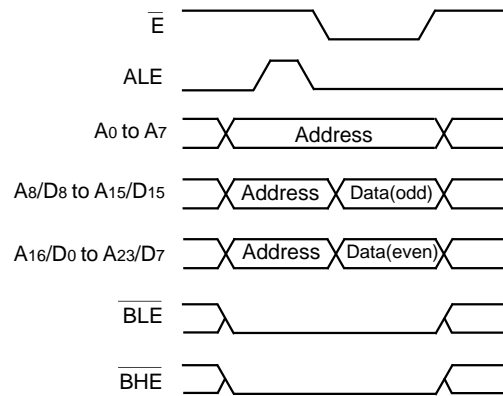 E
ALE
A0 to A7 Address
A8/D8 to A15/D15 Address Data(odd)
A16/D0 to A23/D7 Address Data(even)
BLE
BHE